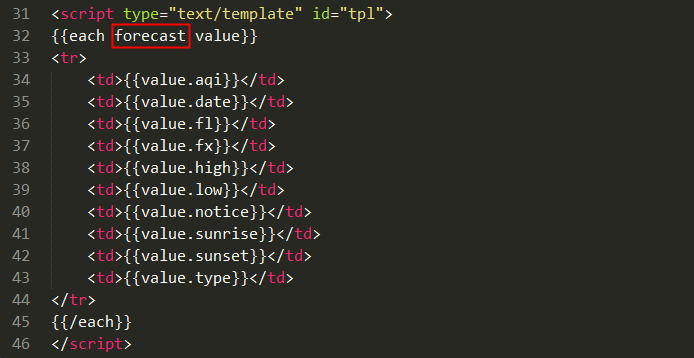 31 <script type="text/template" id="tpl">
32 {{each forecast value}}
33 <tr>
34     <td>{{value.aqi}}</td>
35     <td>{{value.date}}</td>
36     <td>{{value.fl}}</td>
37     <td>{{value.fx}}</td>
38     <td>{{value.high}}</td>
39     <td>{{value.low}}</td>
40     <td>{{value.notice}}</td>
41     <td>{{value.sunrise}}</td>
42     <td>{{value.sunset}}</td>
43     <td>{{value.type}}</td>
44 </tr>
45 {{/each}}
46 </script>